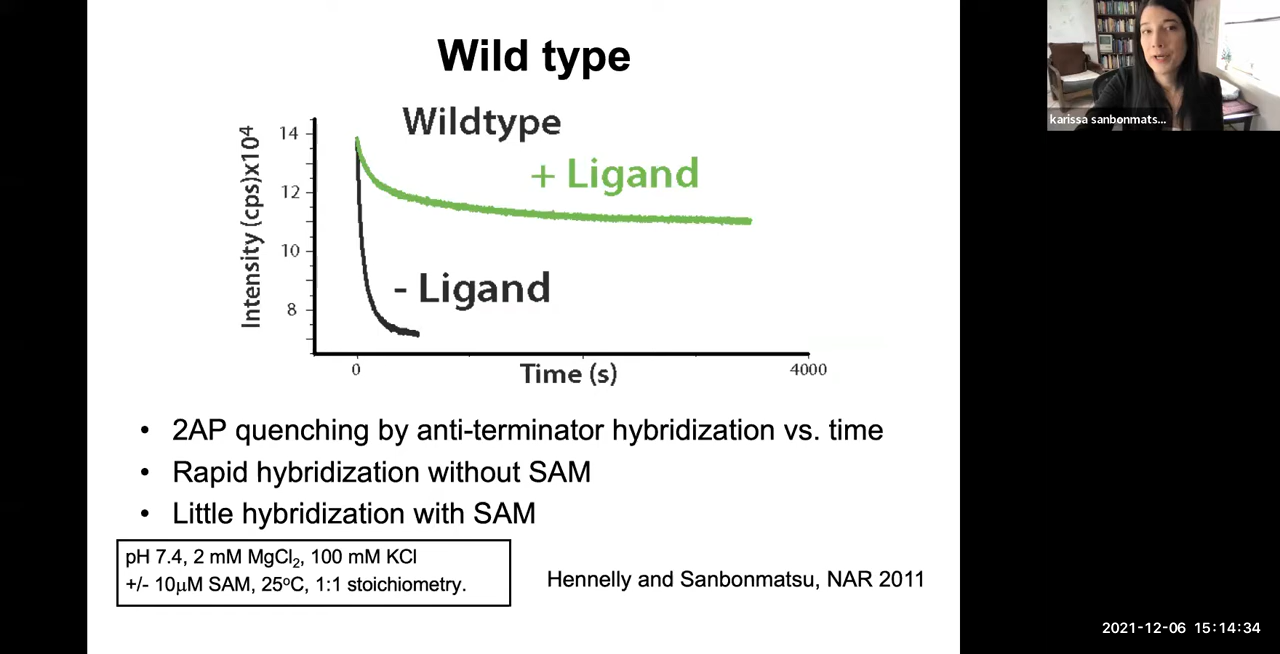 Wild type
Wildtype
+ Ligand
- Ligand
Intensity (cps)x10⁴
14
12
10
8
0
4000
Time (s)
• 2AP quenching by anti-terminator hybridization vs. time
• Rapid hybridization without SAM
• Little hybridization with SAM
pH 7.4, 2 mM MgCl₂, 100 mM KCl
+/- 10μM SAM, 25°C, 1:1 stoichiometry.
Hennelly and Sanbonmatsu, NAR 2011
karissa sanbonmats...
2021-12-06 15:14:34